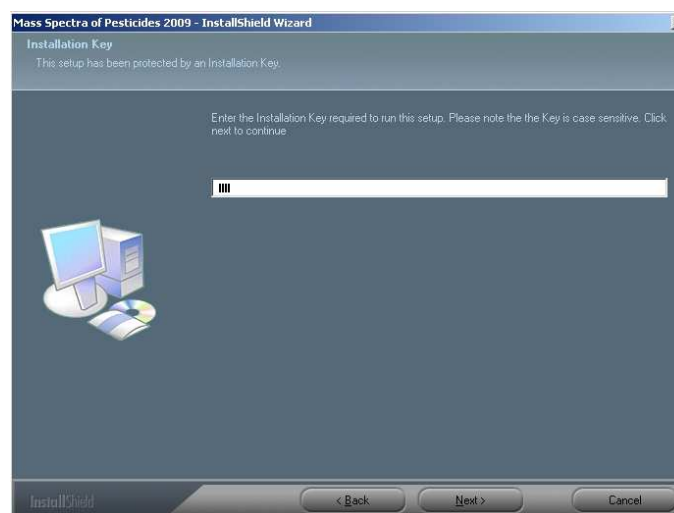 Mass Spectra of Pesticides 2009 - InstallShield Wizard
Installation Key
This setup has been protected by an Installation Key.
Enter the Installation Key required to run this setup. Please note the the Key is case sensitive. Click
next to continue
InstallShield
< Back
Next >
Cancel